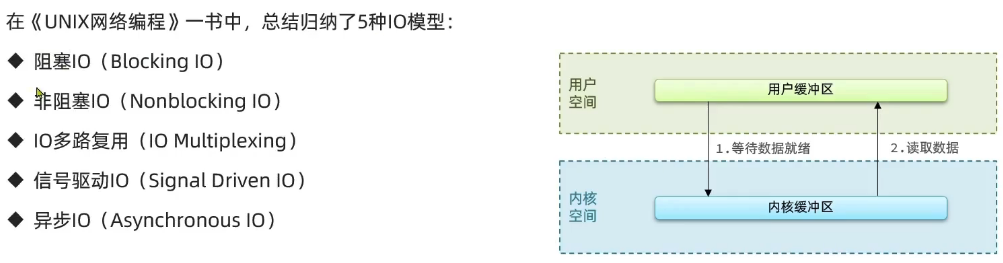 在《UNIX网络编程》一书中，总结归纳了5种IO模型：
◆ 阻塞IO（Blocking IO）
◆ 非阻塞IO（Nonblocking IO）
◆ IO多路复用（IO Multiplexing）
◆ 信号驱动IO（Signal Driven IO）
◆ 异步IO（Asynchronous IO）
用户
空间
用户缓冲区
1.等待数据就绪
2.读取数据
内核
空间
内核缓冲区